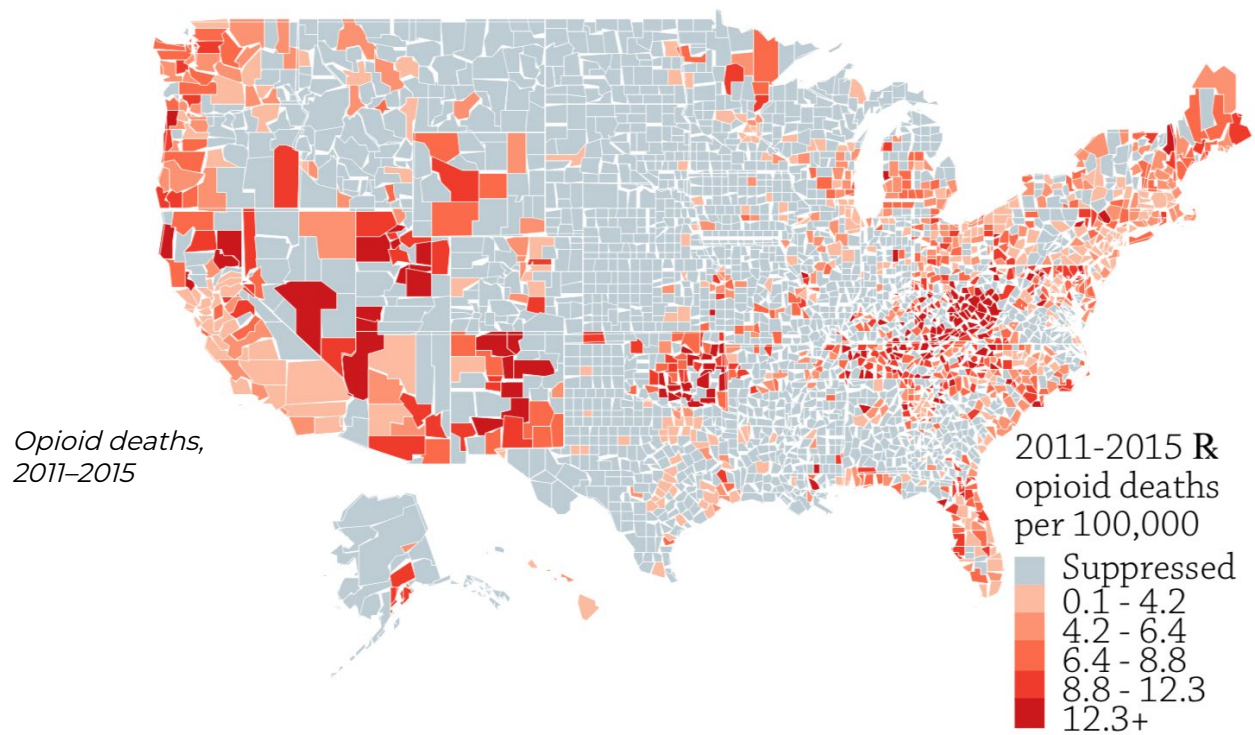 Opioid deaths,
2011–2015
2011-2015 ℞
opioid deaths
per 100,000
Suppressed
0.1 - 4.2
4.2 - 6.4
6.4 - 8.8
8.8 - 12.3
12.3+